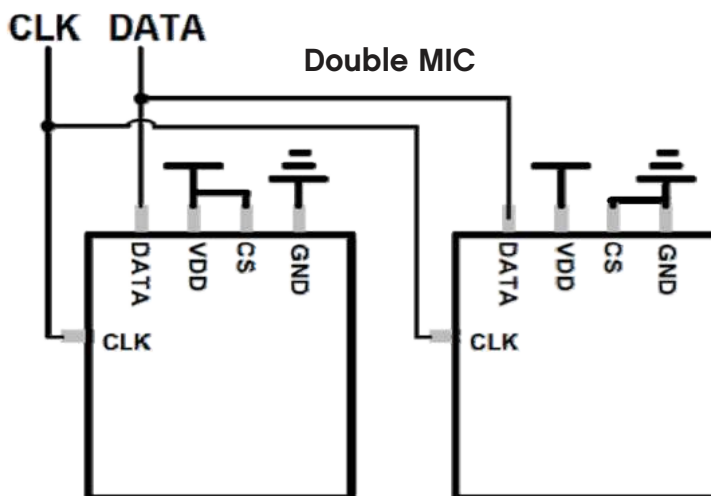 CLK DATA
Double MIC
DATA VDD CS GND
DATA VDD CS GND
CLK
CLK